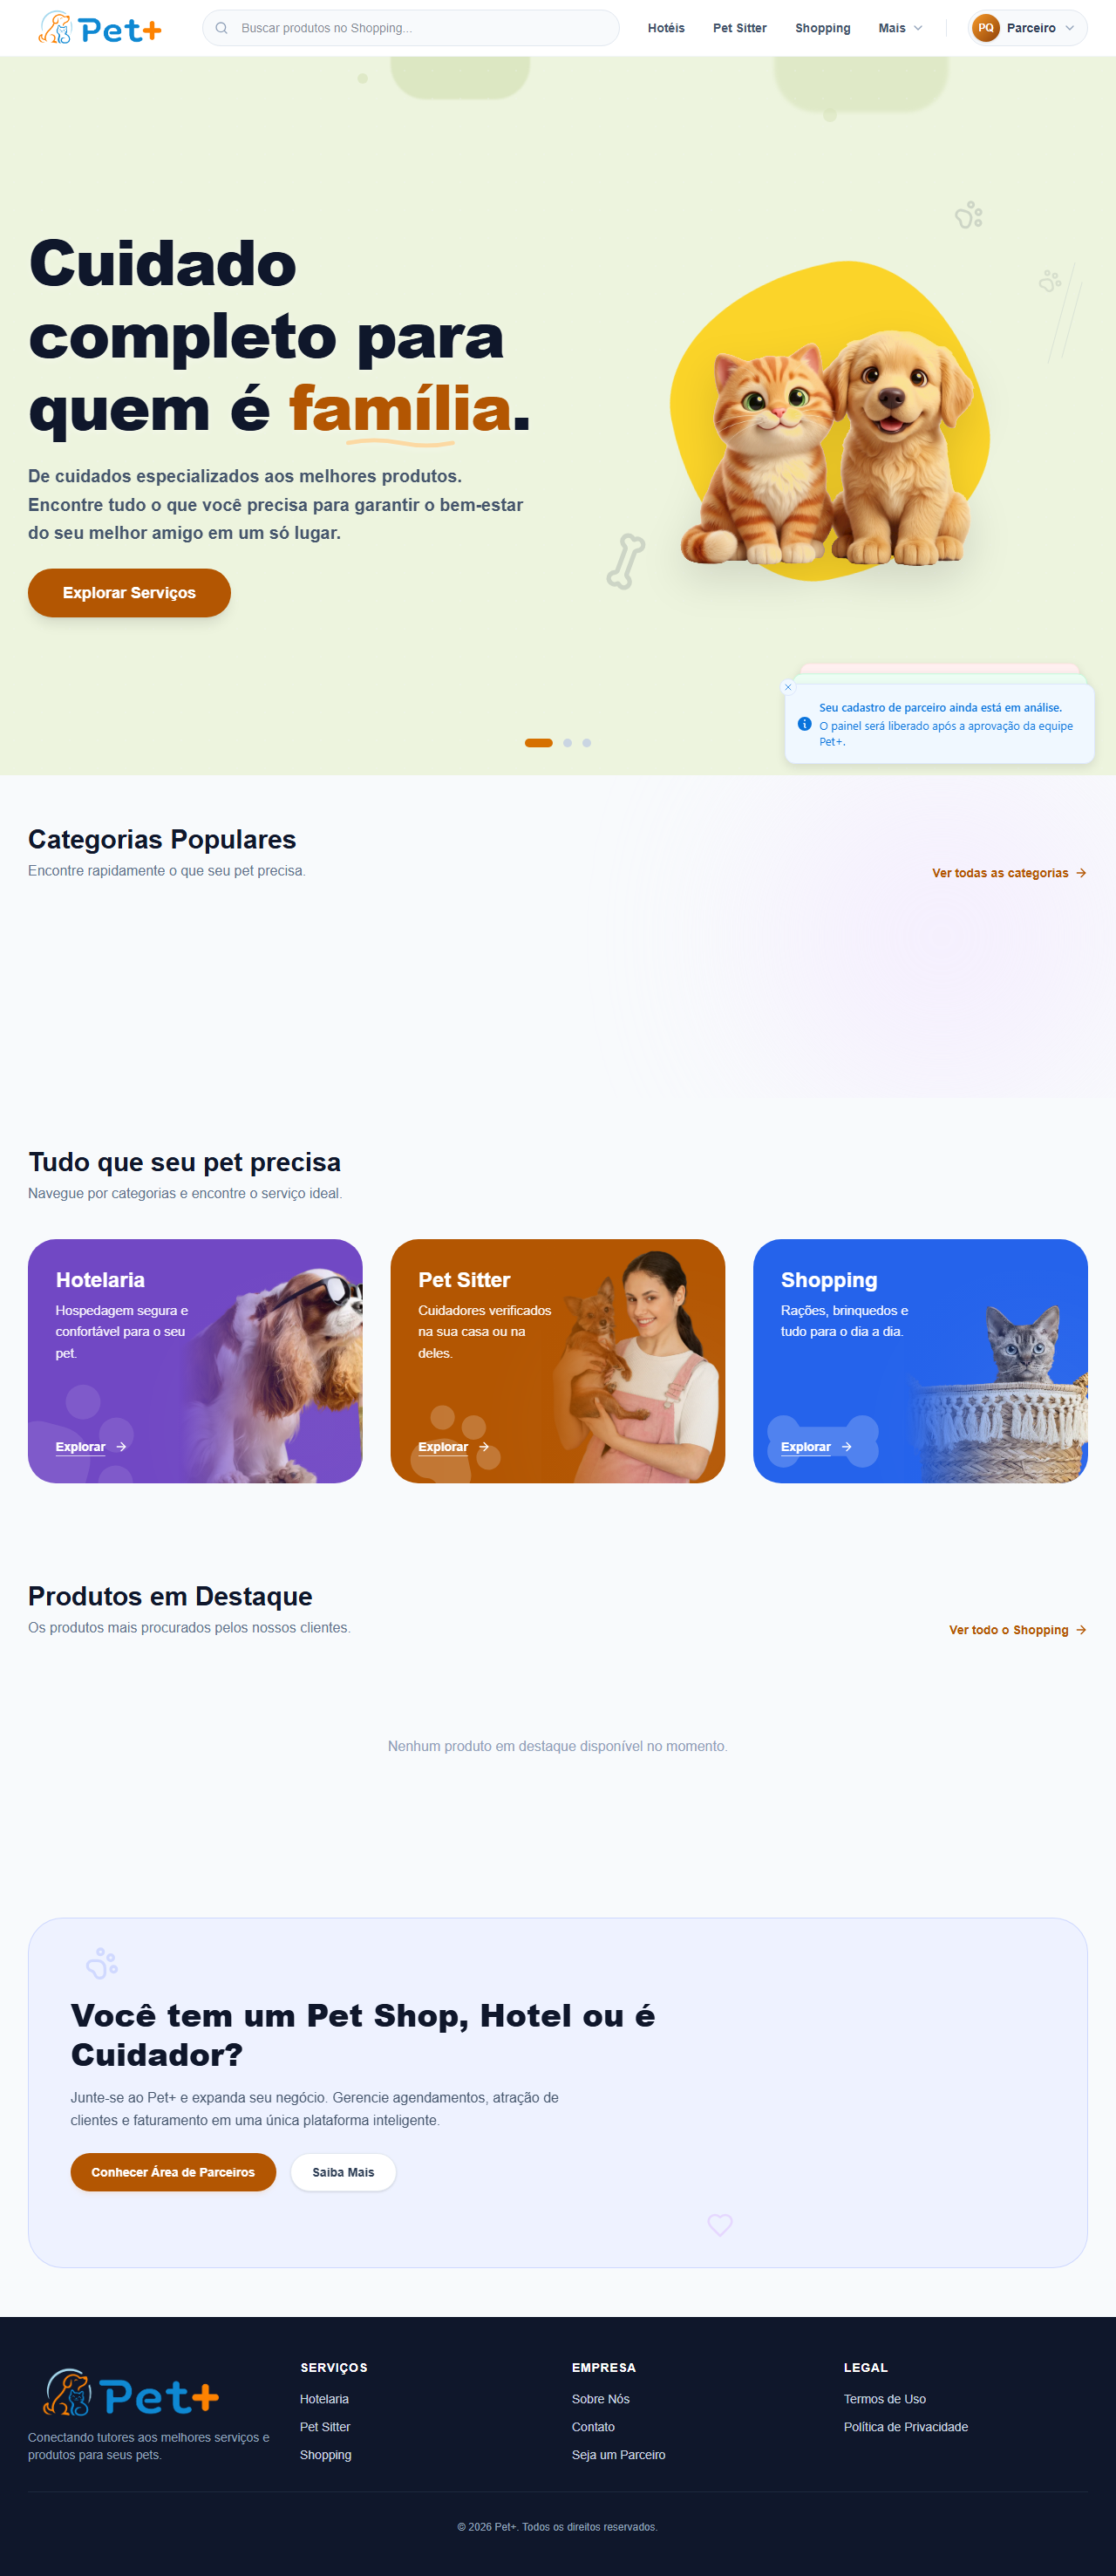 Pet+
Buscar produtos no Shopping...
Hotéis
Pet Sitter
Shopping
Mais
PQ
Parceiro
Cuidado
completo para
quem é família.
De cuidados especializados aos melhores produtos.
Encontre tudo o que você precisa para garantir o bem-estar
do seu melhor amigo em um só lugar.
Explorar Serviços
Seu cadastro de parceiro ainda está em análise.
O painel será liberado após a aprovação da equipe
Pet+.
Categorias Populares
Encontre rapidamente o que seu pet precisa.
Ver todas as categorias
Tudo que seu pet precisa
Navegue por categorias e encontre o serviço ideal.
Hotelaria
Hospedagem segura e
confortável para o seu
pet.
Explorar
Pet Sitter
Cuidadores verificados
na sua casa ou na
deles.
Explorar
Shopping
Rações, brinquedos e
tudo para o dia a dia.
Explorar
Produtos em Destaque
Os produtos mais procurados pelos nossos clientes.
Ver todo o Shopping
Nenhum produto em destaque disponível no momento.
Você tem um Pet Shop, Hotel ou é
Cuidador?
Junte-se ao Pet+ e expanda seu negócio. Gerencie agendamentos, atração de
clientes e faturamento em uma única plataforma inteligente.
Conhecer Área de Parceiros
Saiba Mais
Pet+
Conectando tutores aos melhores serviços e
produtos para seus pets.
SERVIÇOS
Hotelaria
Pet Sitter
Shopping
EMPRESA
Sobre Nós
Contato
Seja um Parceiro
LEGAL
Termos de Uso
Política de Privacidade
© 2026 Pet+. Todos os direitos reservados.